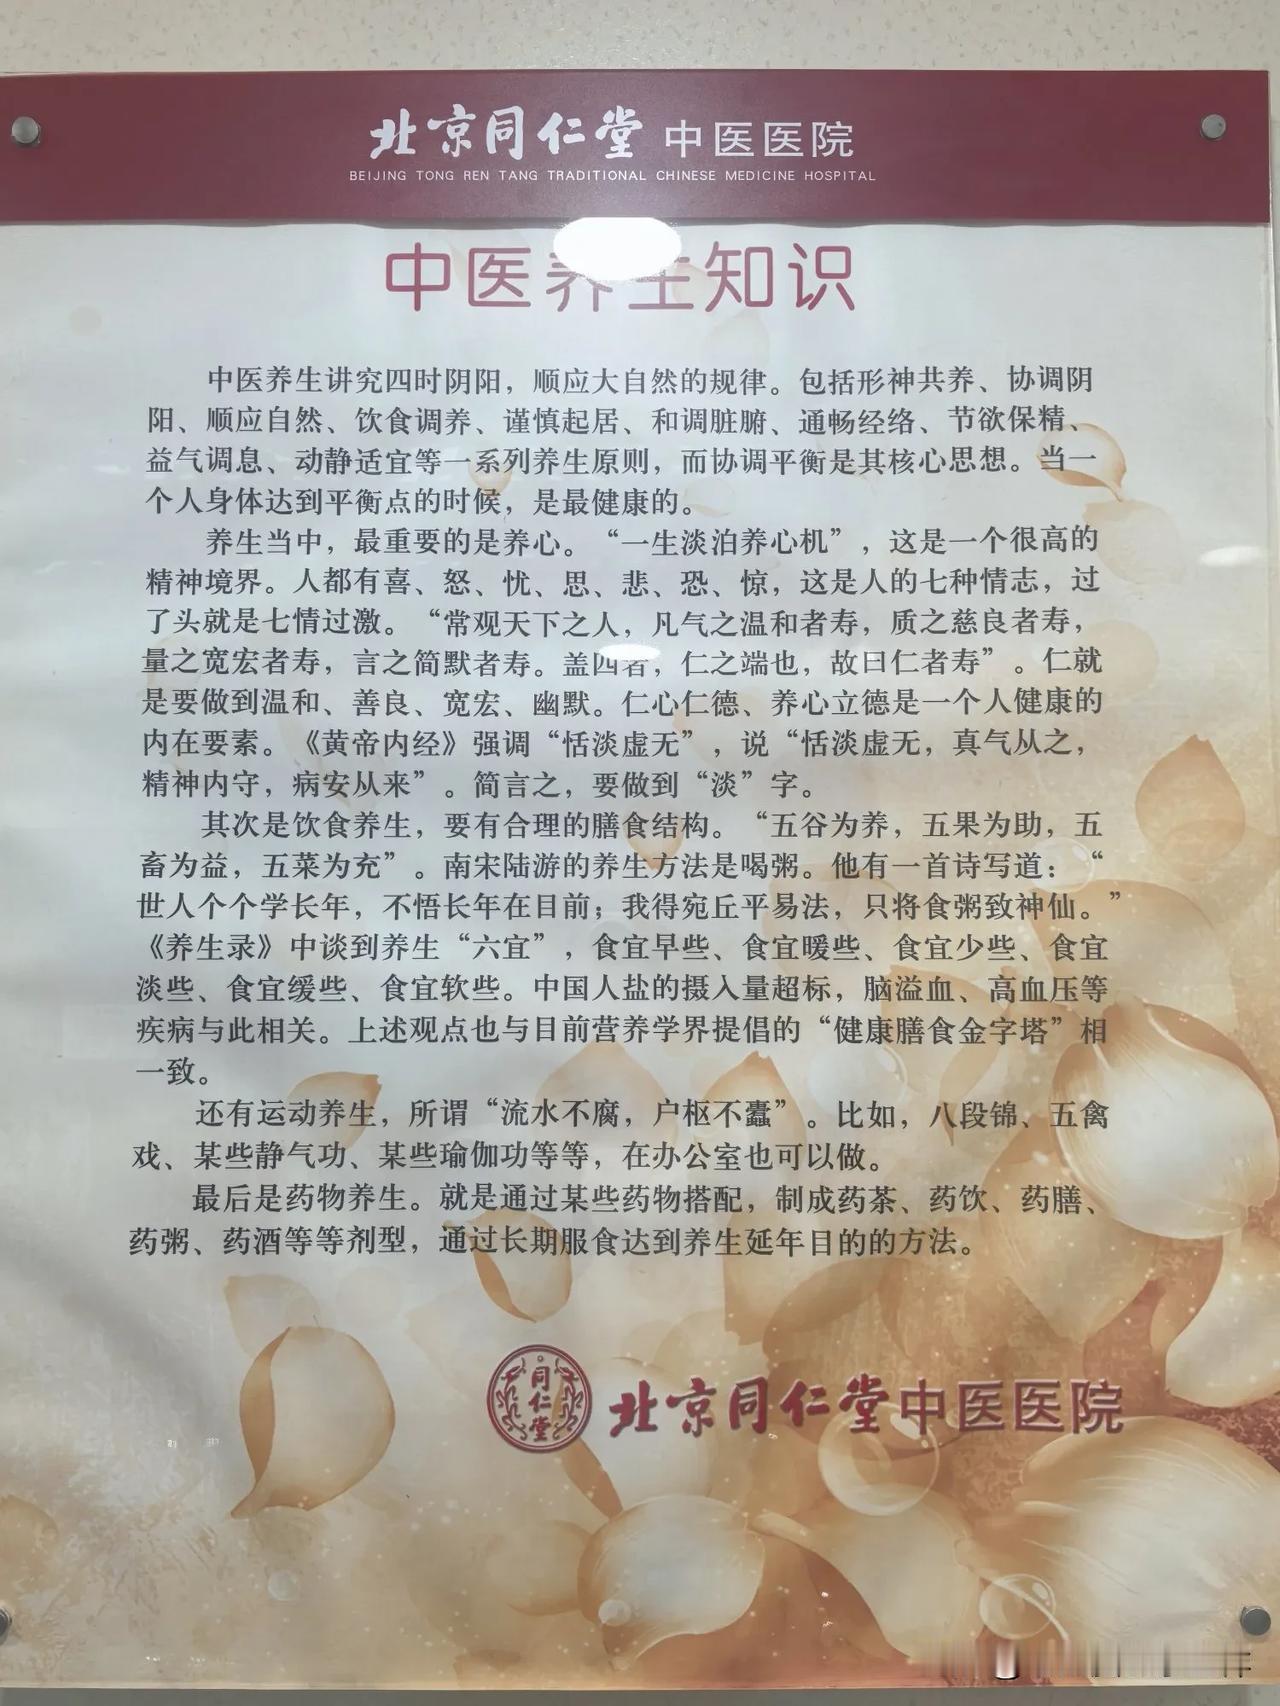 北京同仁堂 中医医院
BEIJING TONG REN TANG TRADITIONAL CHINESE MEDICINE HOSPITAL
中医养生知识
中医养生讲究四时阴阳，顺应大自然的规律。包括形神共养、协调阴
阳、顺应自然、饮食调养、谨慎起居、和调脏腑、通畅经络、节欲保精、
益气调息、动静适宜等一系列养生原则，而协调平衡是其核心思想。当一
个人身体达到平衡点的时候，是最健康的。
养生当中，最重要的是养心。“一生淡泊养心机”，这是一个很高的
精神境界。人都有喜、怒、忧、思、悲、恐、惊，这是人的七种情志，过
了头就是七情过激。“常观天下之人，凡气之温和者寿，质之慈良者寿，
量之宽宏者寿，言之简默者寿。盖四者，仁之端也，故曰仁者寿”。仁就
是要做到温和、善良、宽宏、幽默。仁心仁德、养心立德是一个人健康的
内在要素。《黄帝内经》强调“恬淡虚无”，说“恬淡虚无，真气从之，
精神内守，病安从来”。简言之，要做到“淡”字。
其次是饮食养生，要有合理的膳食结构。“五谷为养，五果为助，五
畜为益，五菜为充”。南宋陆游的养生方法是喝粥。他有一首诗写道：“
世人个个学长年，不悟长年在目前；我得宛丘平易法，只将食粥致神仙。”
《养生录》中谈到养生“六宜”，食宜早些、食宜暖些、食宜少些、食宜
淡些、食宜缓些、食宜软些。中国人盐的摄入量超标，脑溢血、高血压等
疾病与此相关。上述观点也与目前营养学界提倡的“健康膳食金字塔”相
一致。
还有运动养生，所谓“流水不腐，户枢不蠹”。比如，八段锦、五禽
戏、某些静气功、某些瑜伽功等等，在办公室也可以做。
最后是药物养生。就是通过某些药物搭配，制成药茶、药饮、药膳、
药粥、药酒等等剂型，通过长期服食达到养生延年目的的方法。
同仁堂 北京同仁堂中医医院